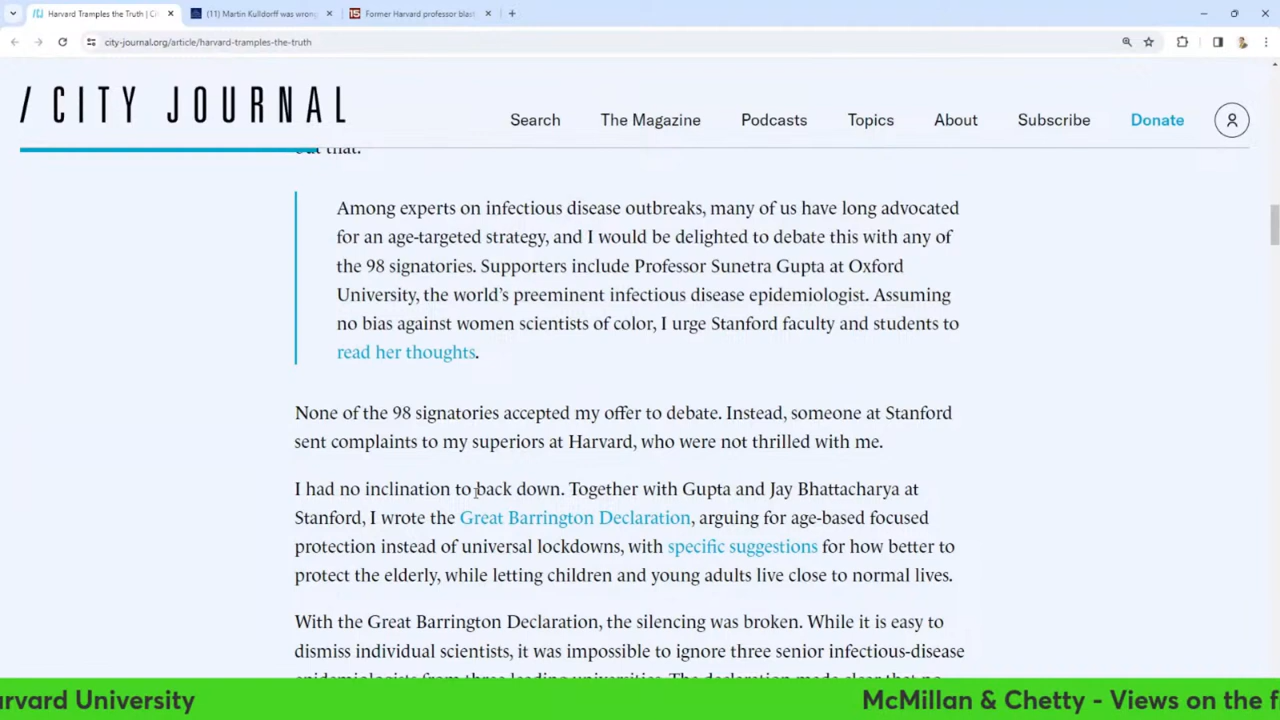 Harvard Tramples the Truth | Ci
(11) Martin Kulldorff was wrong
Former Harvard professor blas
city-journal.org/article/harvard-tramples-the-truth
/ CITY JOURNAL
Search The Magazine Podcasts Topics About Subscribe Donate
but that.
Among experts on infectious disease outbreaks, many of us have long advocated
for an age-targeted strategy, and I would be delighted to debate this with any of
the 98 signatories. Supporters include Professor Sunetra Gupta at Oxford
University, the world’s preeminent infectious disease epidemiologist. Assuming
no bias against women scientists of color, I urge Stanford faculty and students to
read her thoughts.
None of the 98 signatories accepted my offer to debate. Instead, someone at Stanford
sent complaints to my superiors at Harvard, who were not thrilled with me.
I had no inclination to back down. Together with Gupta and Jay Bhattacharya at
Stanford, I wrote the Great Barrington Declaration, arguing for age-based focused
protection instead of universal lockdowns, with specific suggestions for how better to
protect the elderly, while letting children and young adults live close to normal lives.
With the Great Barrington Declaration, the silencing was broken. While it is easy to
dismiss individual scientists, it was impossible to ignore three senior infectious-disease
epidemiologists from three leading universities. The declaration made clear that no
arvard University McMillan & Chetty - Views on the f